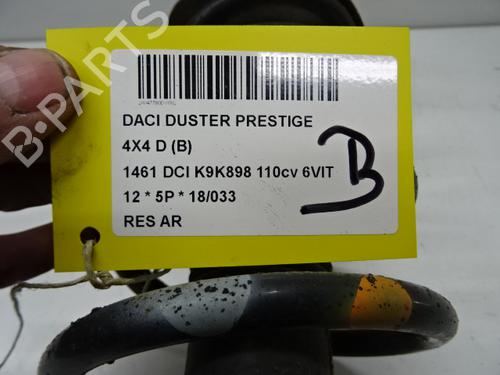 B-PARTS
DACI DUSTER PRESTIGE
4X4 D (B)
1461 DCI K9K898 110cv 6VIT
12 * 5P * 18/033
RES AR
B